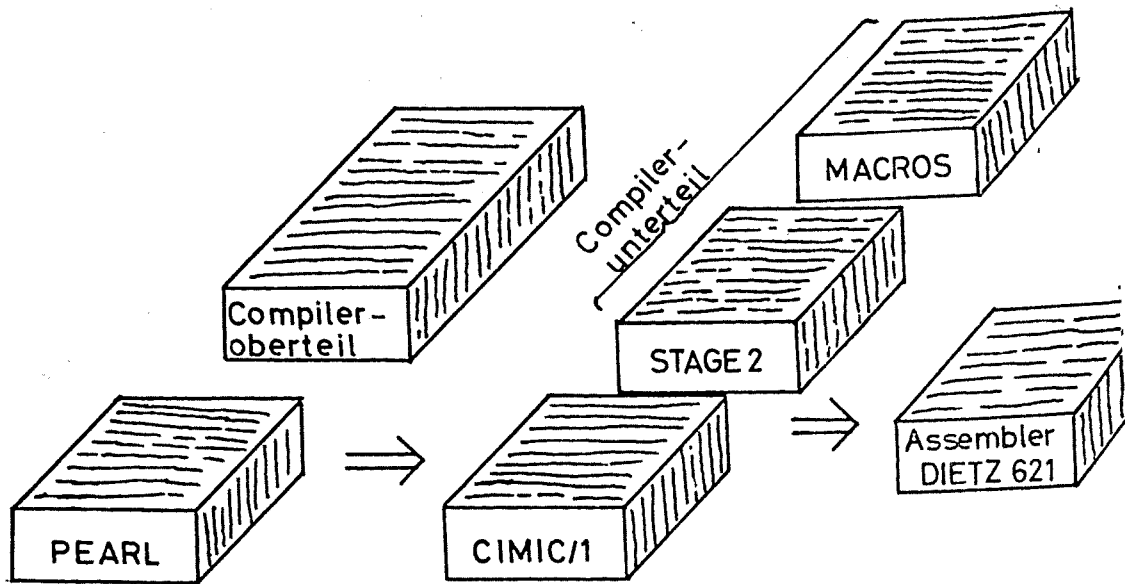 MACROS
Compiler-
unterteil
Compiler-
oberteil
STAGE 2
Assembler
DIETZ 621
PEARL
CIMIC/1